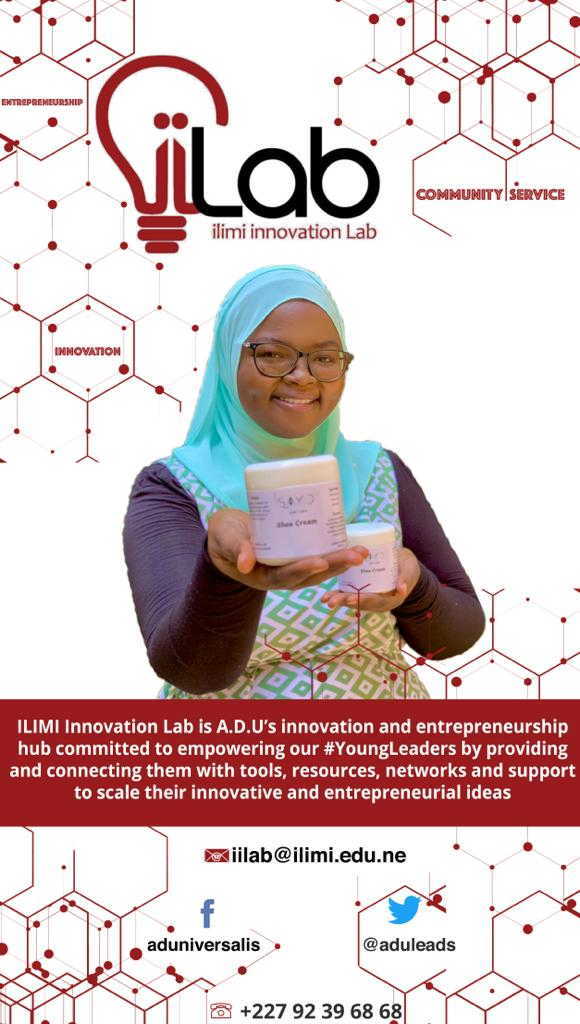 ENTREPRENEURSHIP
iiLab
ilimi innovation Lab
COMMUNITY SERVICE
INNOVATION
Shea Cream
Shea Cream
ILIMI Innovation Lab is A.D.U’s innovation and entrepreneurship
hub committed to empowering our #YoungLeaders by providing
and connecting them with tools, resources, networks and support
to scale their innovative and entrepreneurial ideas
iilab@ilimi.edu.ne
aduniversalis
@aduleads
+227 92 39 68 68